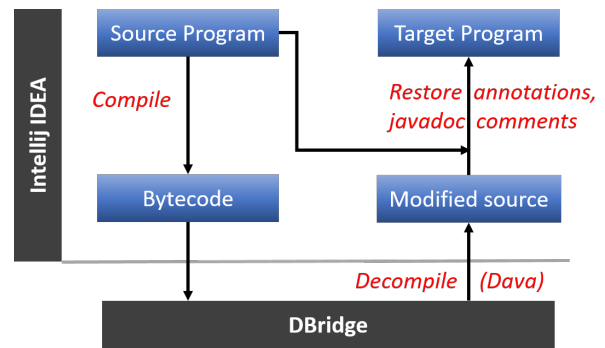 Source Program
Target Program
Compile
Restore annotations,
javadoc comments
Intellij IDEA
Bytecode
Modified source
Decompile (Dava)
DBridge